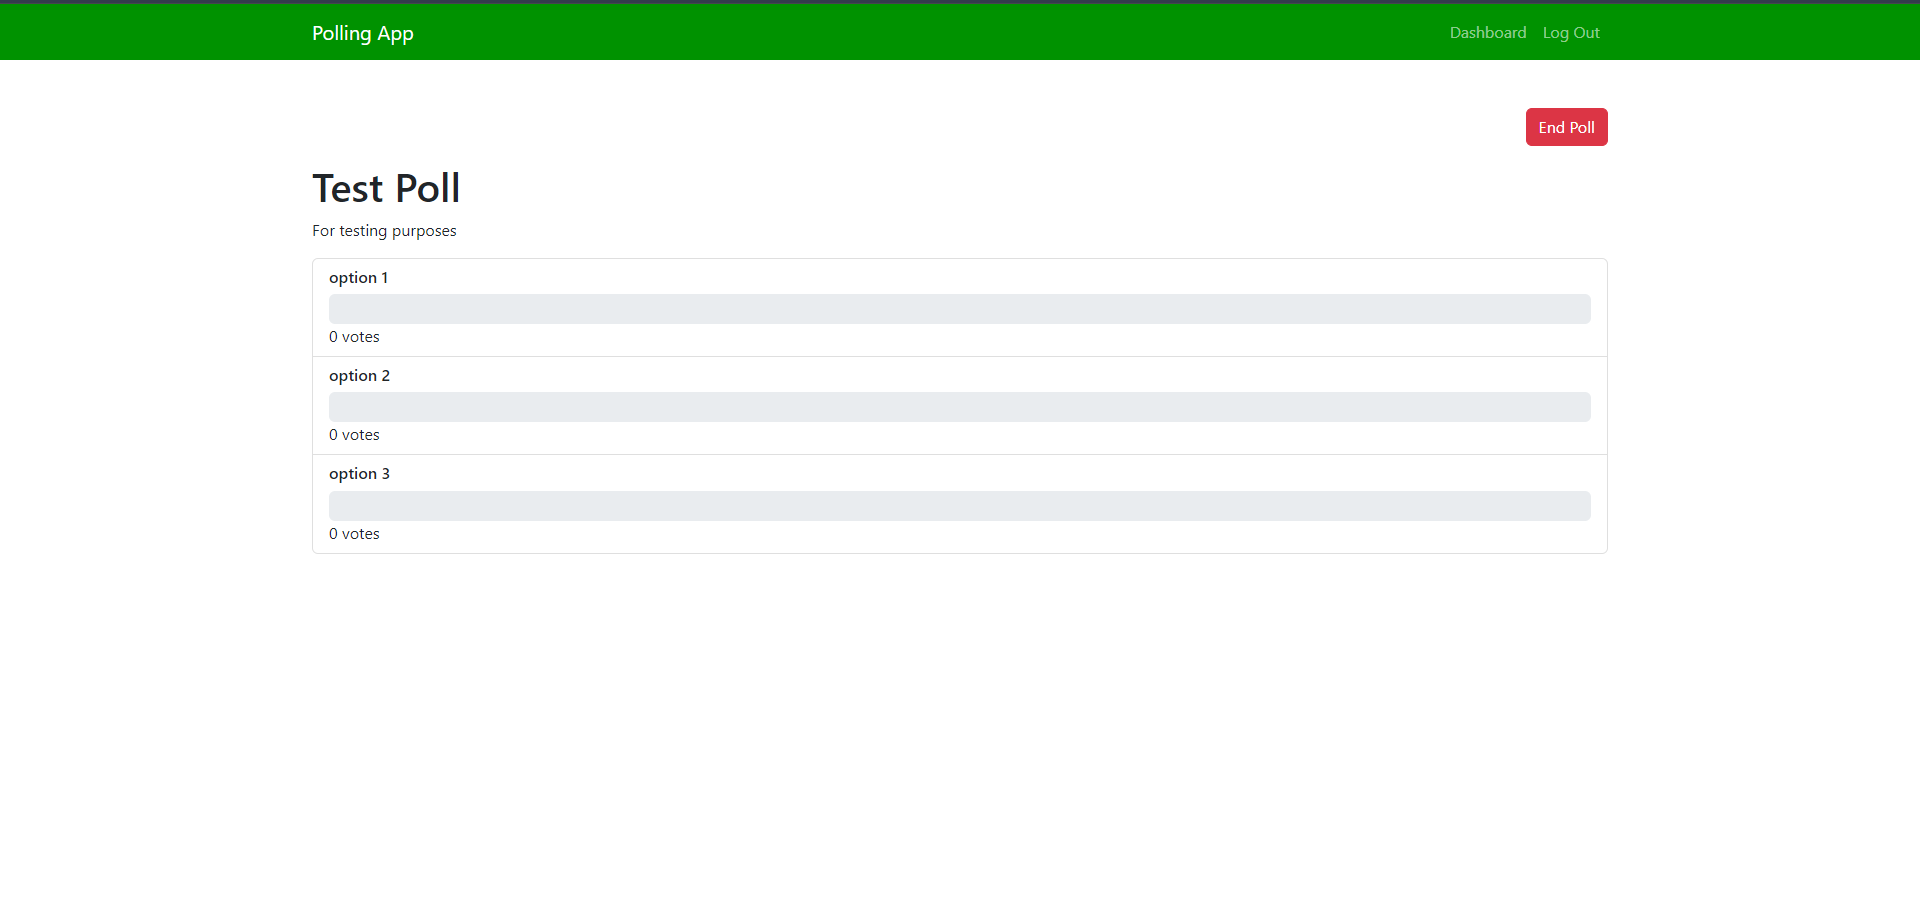 Polling App
Dashboard Log Out
End Poll
Test Poll
For testing purposes
option 1
0 votes
option 2
0 votes
option 3
0 votes